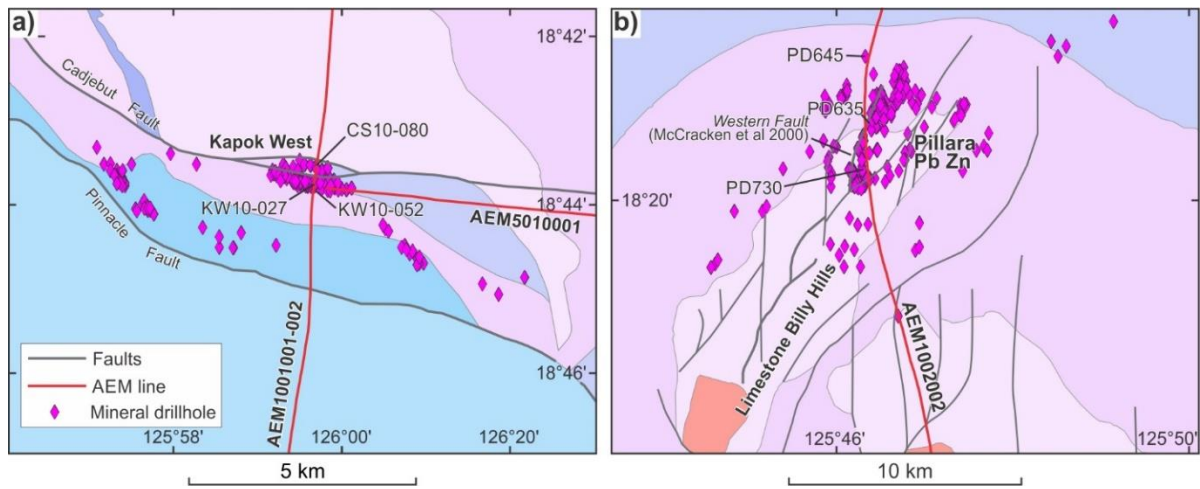 a)
18°42'
Cadjebut
Fault
Kapok West
CS10-080
KW10-027
KW10-052
18°44'
AEM5010001
Pinnacle
Fault
AEM1001001-002
Faults
AEM line
Mineral drillhole
18°46'
125°58'
126°00'
126°20'
5 km
b)
PD645
PD635
Western Fault
(McCracken et al 2000)
Pillara
Pb Zn
PD730
18°20'
Limestone Billy Hills
AEM1002002
125°46'
125°50'
10 km